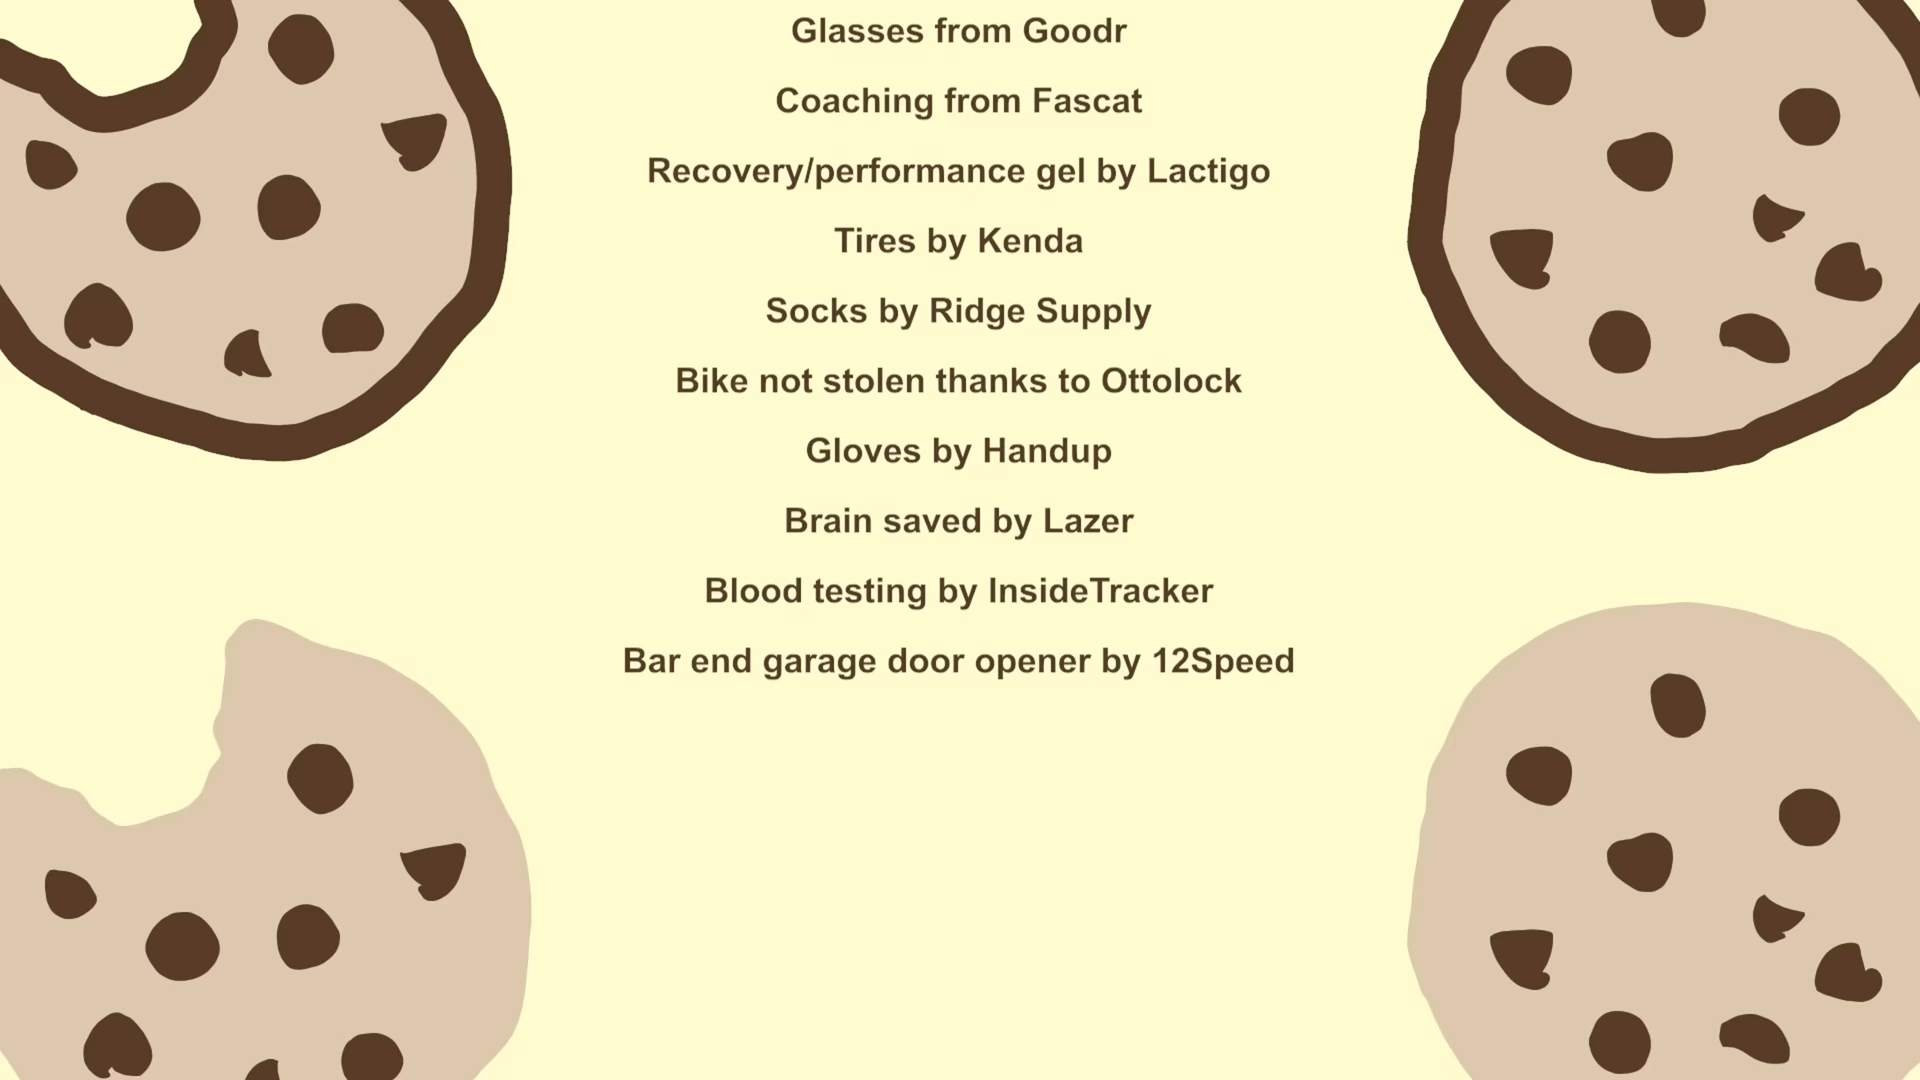 Glasses from Goodr
Coaching from Fascat
Recovery/performance gel by Lactigo
Tires by Kenda
Socks by Ridge Supply
Bike not stolen thanks to Ottolock
Gloves by Handup
Brain saved by Lazer
Blood testing by InsideTracker
Bar end garage door opener by 12Speed